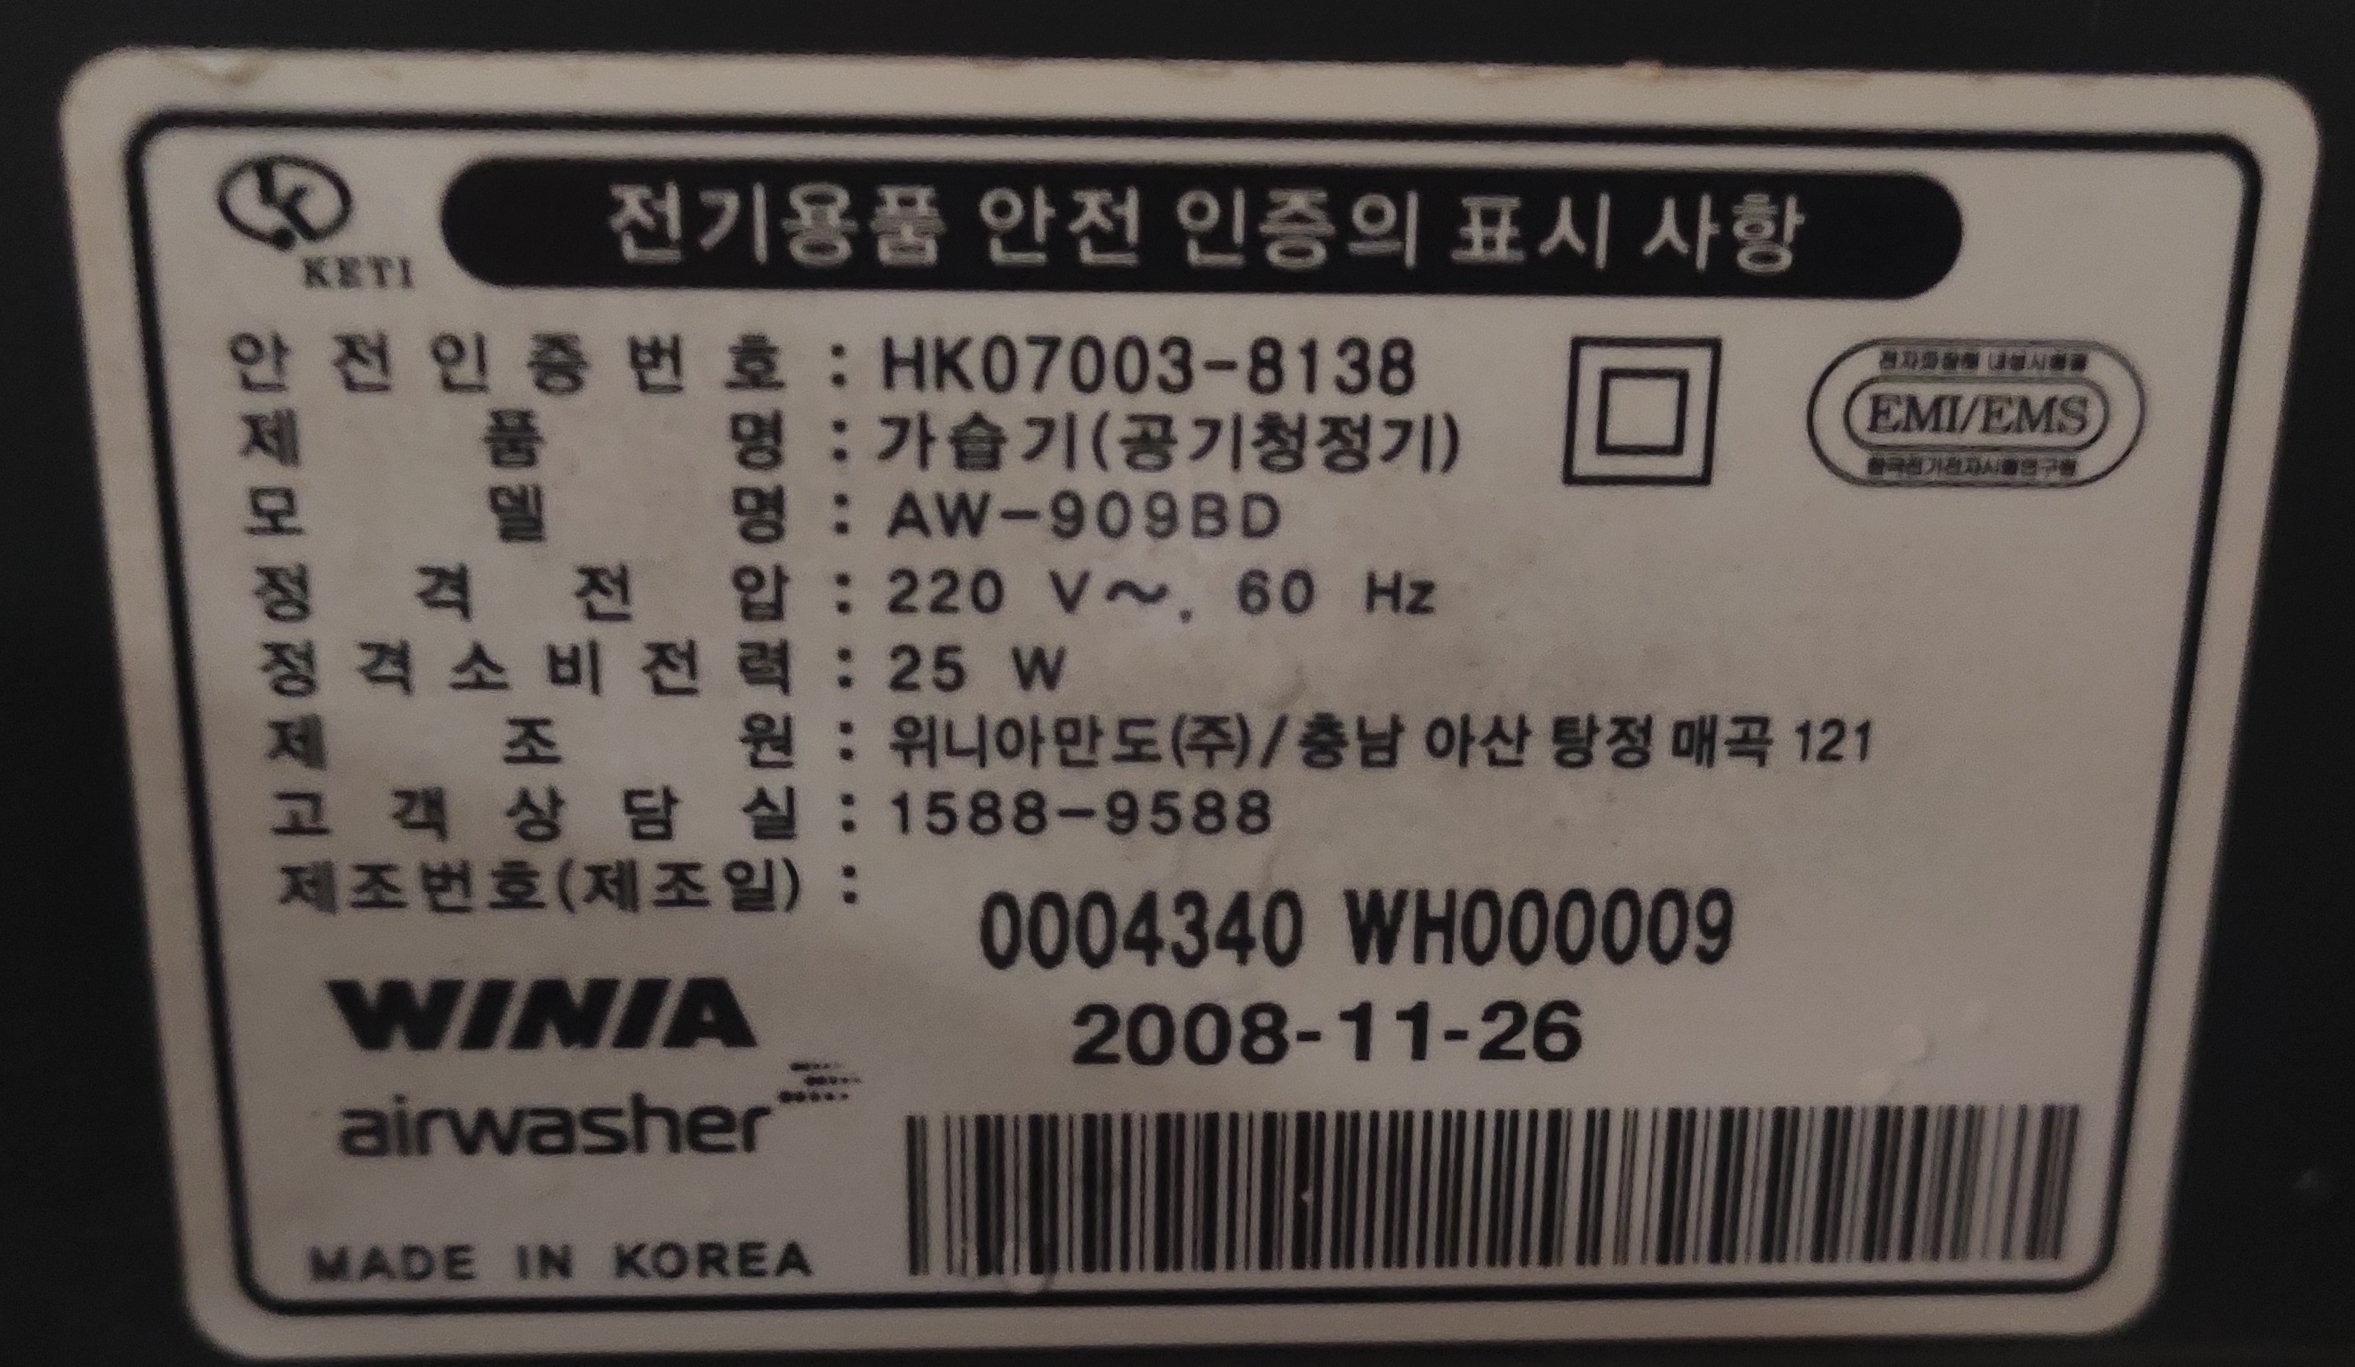 KETI
전기용품 안전 인증의 표시 사항
안전인증번호 : HK07003-8138
제품명 : 가습기(공기청정기)
모델명 : AW-909BD
정격전압 : 220 V~, 60 Hz
정격소비전력 : 25 W
제조원 : 위니아만도(주)/충남 아산 탕정 매곡 121
고객상담실 : 1588-9588
제조번호(제조일) :
0004340 WH000009
2008-11-26
EMI/EMS
WINIA
airwasher
MADE IN KOREA